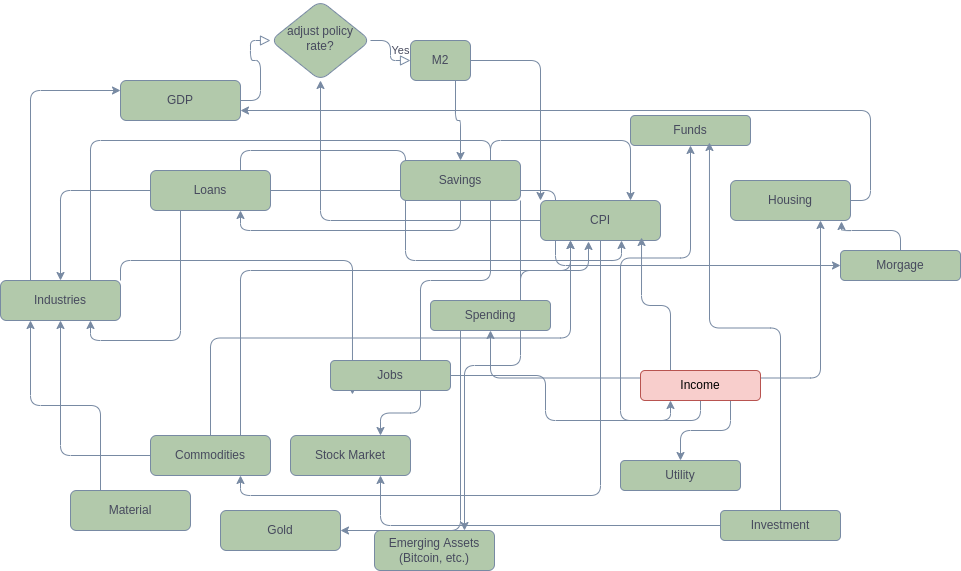 adjust policy
rate?
Yes
M2
GDP
Funds
Savings
Loans
Housing
CPI
Morgage
Industries
Spending
Jobs
Income
Commodities
Stock Market
Utility
Material
Gold
Investment
Emerging Assets
(Bitcoin, etc.)